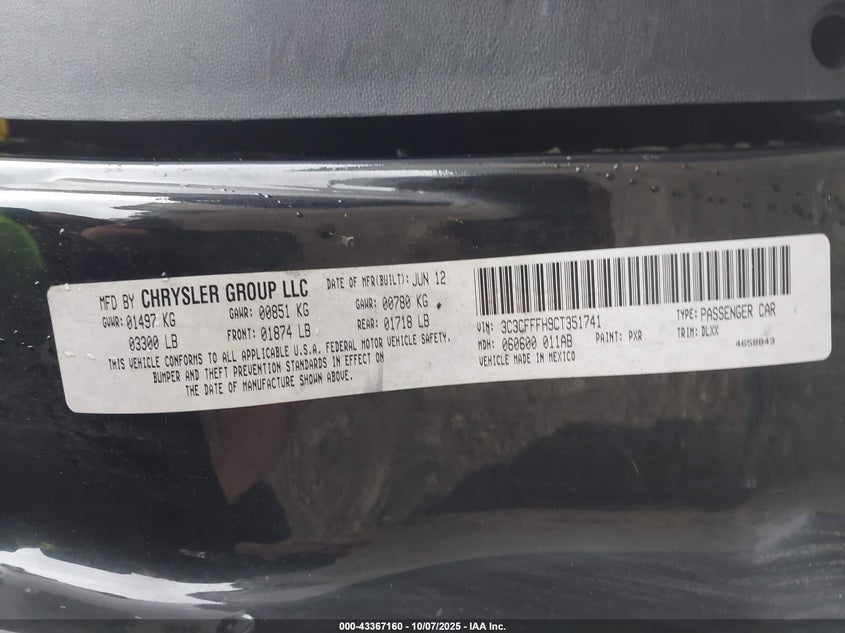 MFD BY CHRYSLER GROUP LLC DATE OF MFR(BUILT): JUN 12
GVWR: 01497 KG GAWR: 00851 KG GAWR: 00780 KG
03300 LB FRONT: 01874 LB REAR: 01718 LB
THIS VEHICLE CONFORMS TO ALL APPLICABLE U.S.A. FEDERAL MOTOR VEHICLE SAFETY,
BUMPER AND THEFT PREVENTION STANDARDS IN EFFECT ON
THE DATE OF MANUFACTURE SHOWN ABOVE.
VIN: 3C3CFFFH9CT351741 TYPE: PASSENGER CAR
MDH: 060600 011AB PAINT: PXR TRIM: DLXX
VEHICLE MADE IN MEXICO 4658043
000-43367160 - 10/07/2025 - IAA Inc.